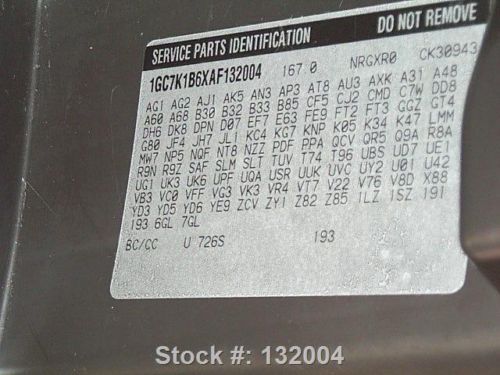 SERVICE PARTS IDENTIFICATION DO NOT REMOVE
1GC7K1B6XAF132004 167.0 NRGXR0 CK30943
AG1 AG2 AJ1 AK5 AN3 AP3 AT8 AU3 AXK A31 A48
A60 A68 B30 B32 B33 B85 CF5 CJ2 CMD C7W DD8
DH6 DK8 DPN D07 EF7 E63 FE9 FT2 FT3 GGZ GT4
G80 JF4 JH7 JL1 KC4 KG7 KNP K05 K34 K47 LMM
MW7 NP5 NQF NT8 NZZ PDF PPA QCV QR5 Q9A R8A
R9N R9Z SAF SLM SLT TUV T74 T96 UBS UD7 UE1
UG1 UK3 UK6 UPF UQA USR UUK UVC UY2 U01 U42
VB3 VC0 VFF VG3 VK3 VR4 VT7 V22 V76 V8D X88
YD3 YD5 YD6 YE9 ZCV ZY1 Z82 Z85 1LZ 1SZ 19I
193 6GL 7GL
BC/CC U 726S 193
Stock #: 132004